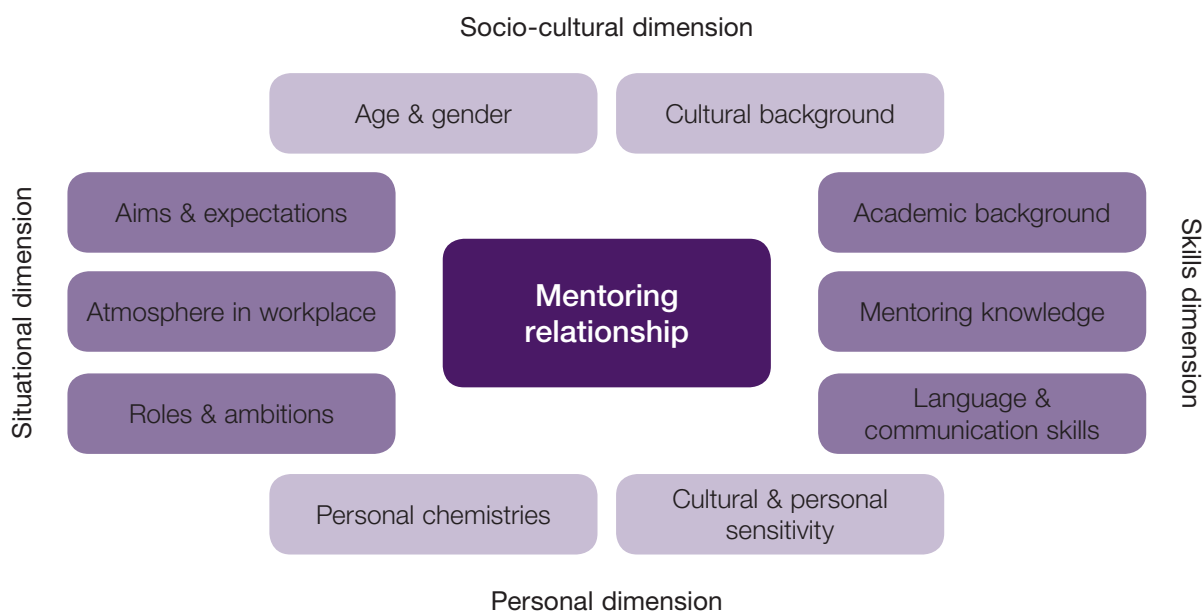 Socio-cultural dimension
Age & gender
Cultural background
Situational dimension
Aims & expectations
Atmosphere in workplace
Roles & ambitions
Mentoring
relationship
Academic background
Mentoring knowledge
Language &
communication skills
Skills dimension
Personal chemistries
Cultural & personal
sensitivity
Personal dimension